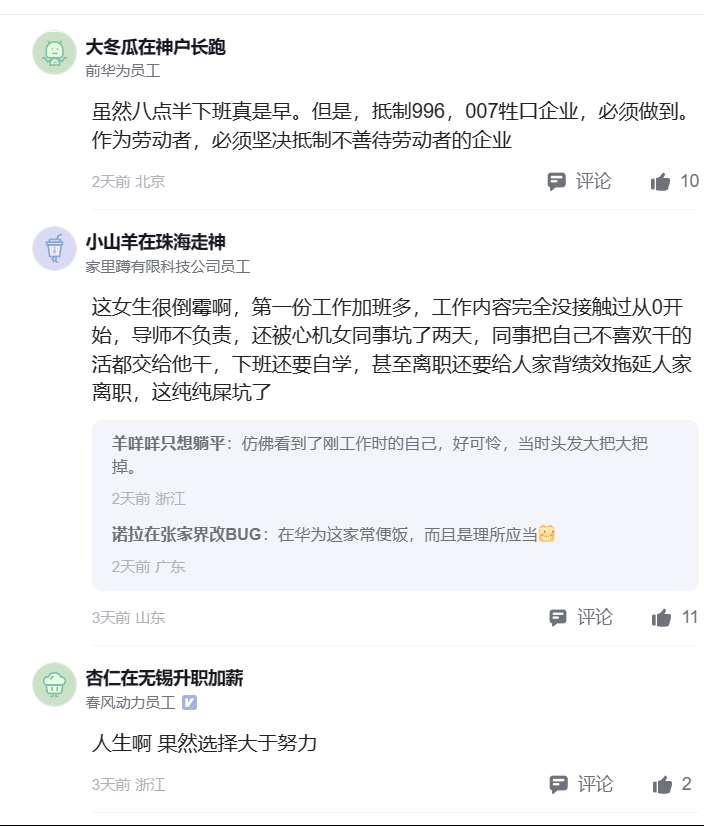 大冬瓜在神户长跑
前华为员工
虽然八点半下班真是早。但是，抵制996，007牲口企业，必须做到。
作为劳动者，必须坚决抵制不善待劳动者的企业
2天前 北京
评论 10
小山羊在珠海走神
家里蹲有限科技公司员工
这女生很倒霉啊，第一份工作加班多，工作内容完全没接触过从0开
始，导师不负责，还被心机女同事坑了两天，同事把自己不喜欢干的
活都交给他干，下班还要自学，甚至离职还要给人家背绩效拖延人家
离职，这纯纯屎坑了
羊咩咩只想躺平：仿佛看到了刚工作时的自己，好可怜，当时头发大把大把
掉。
2天前 浙江
诺拉在张家界改BUG：在华为这家常便饭，而且是理所应当
2天前 广东
3天前 山东
评论 11
杏仁在无锡升职加薪
春风动力员工
人生啊 果然选择大于努力
3天前 浙江
评论 2